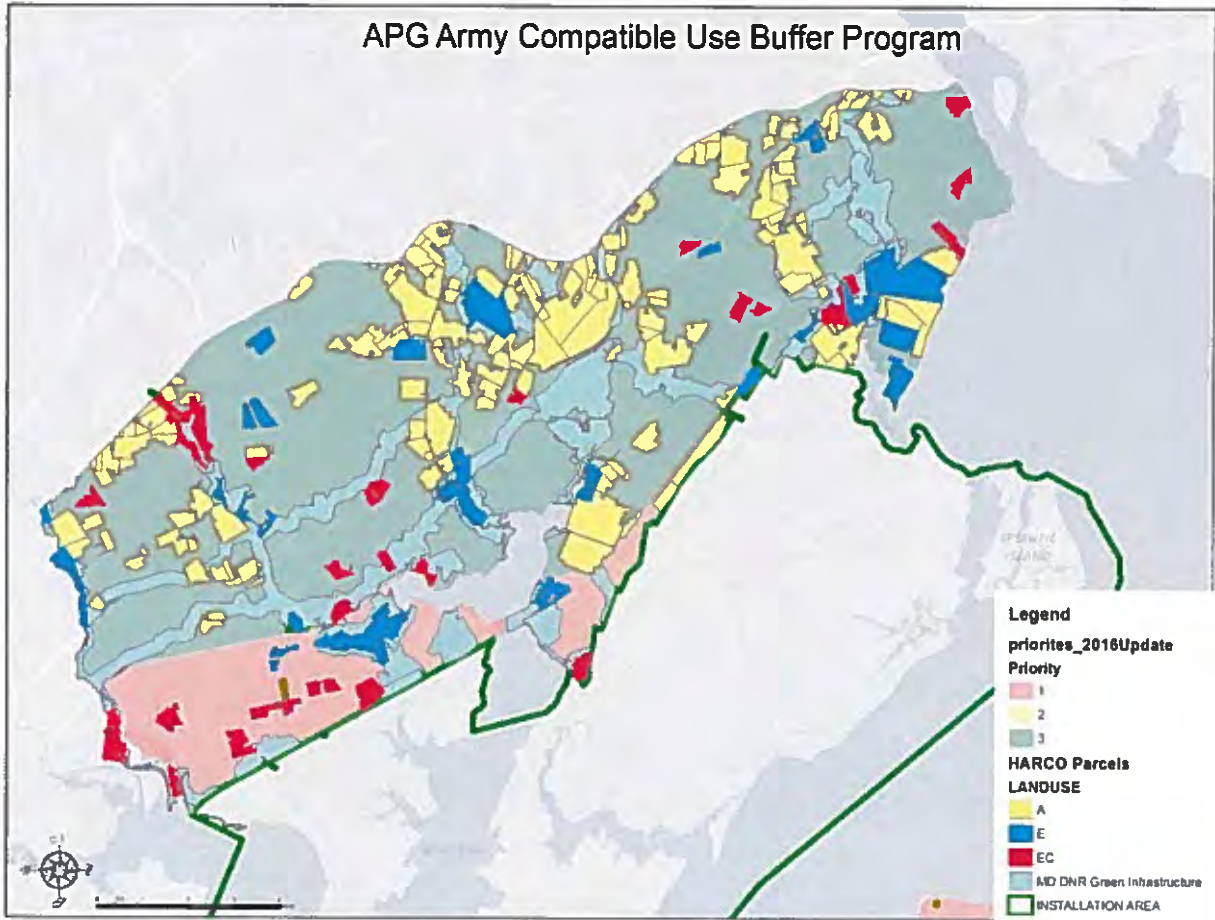 APG Army Compatible Use Buffer Program
ISLAND
Legend
priorites_2016Update
Priority
1
2
3
HARCO Parcels
LANDUSE
A
E
EC
MD DNR Green Infrastructure
INSTALLATION AREA